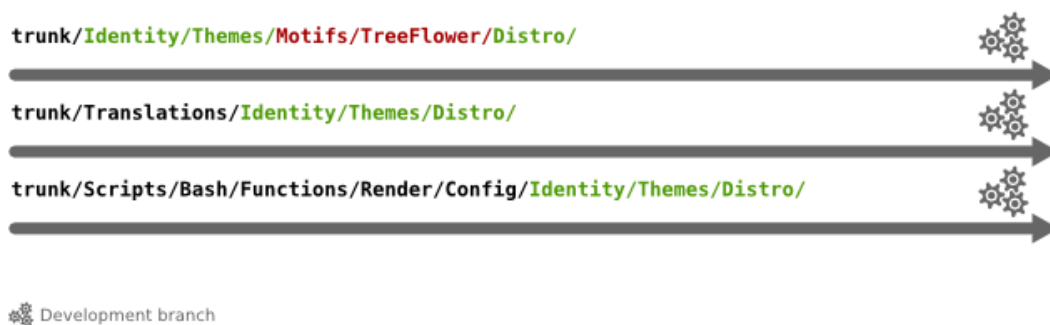 trunk/Identity/Themes/Motifs/TreeFlower/Distro/
trunk/Translations/Identity/Themes/Distro/
trunk/Scripts/Bash/Functions/Render/Config/Identity/Themes/Distro/
Development branch